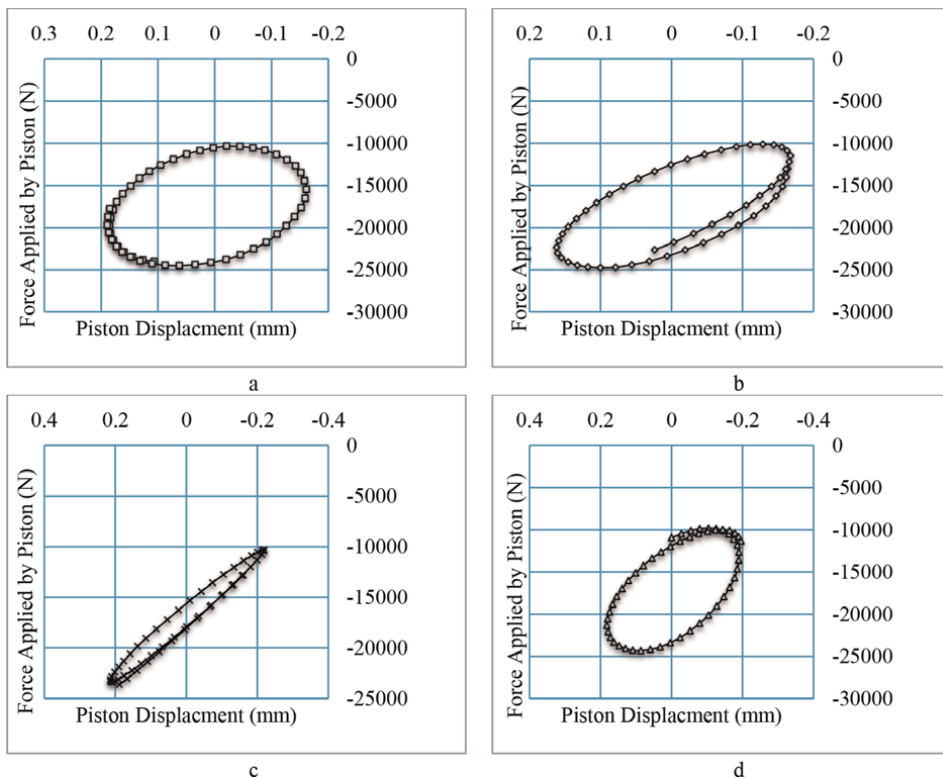 0.3 0.2 0.1 0 -0.1 -0.2
0
-5000
-10000
-15000
-20000
-25000
-30000
Force Applied by Piston (N)
Piston Displacment (mm)
a
0.2 0.1 0 -0.1 -0.2
0
-5000
-10000
-15000
-20000
-25000
-30000
Force Applied by Piston (N)
Piston Displacment (mm)
b
0.4 0.2 0 -0.2 -0.4
0
-5000
-10000
-15000
-20000
-25000
Force Applied by Piston (N)
Piston Displacment (mm)
c
0.4 0.2 0 -0.2 -0.4
0
-5000
-10000
-15000
-20000
-25000
-30000
Force Applied by Piston (N)
Piston Displacment (mm)
d